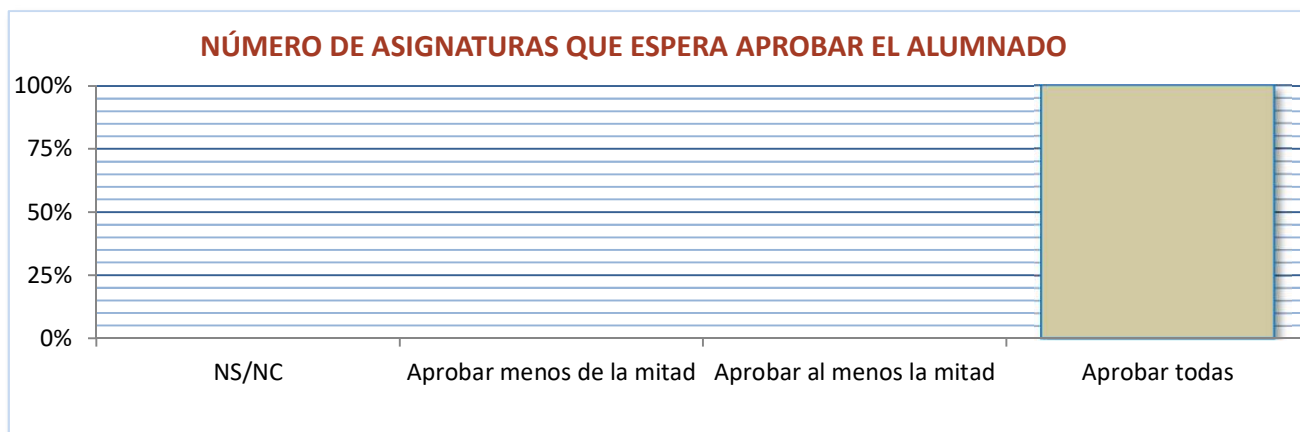 NÚMERO DE ASIGNATURAS QUE ESPERA APROBAR EL ALUMNADO
100%
75%
50%
25%
0%
NS/NC Aprobar menos de la mitad Aprobar al menos la mitad Aprobar todas